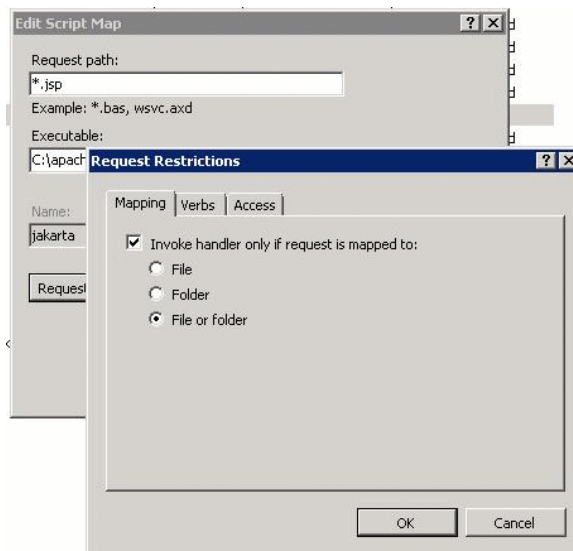 Edit Script Map
Request path:
*.jsp
Example: *.bas, wsvc.axd
Executable:
C:\apach
Request Restrictions
Mapping Verbs Access
Name:
jakarta
Invoke handler only if request is mapped to:
File
Folder
File or folder
Request
OK Cancel